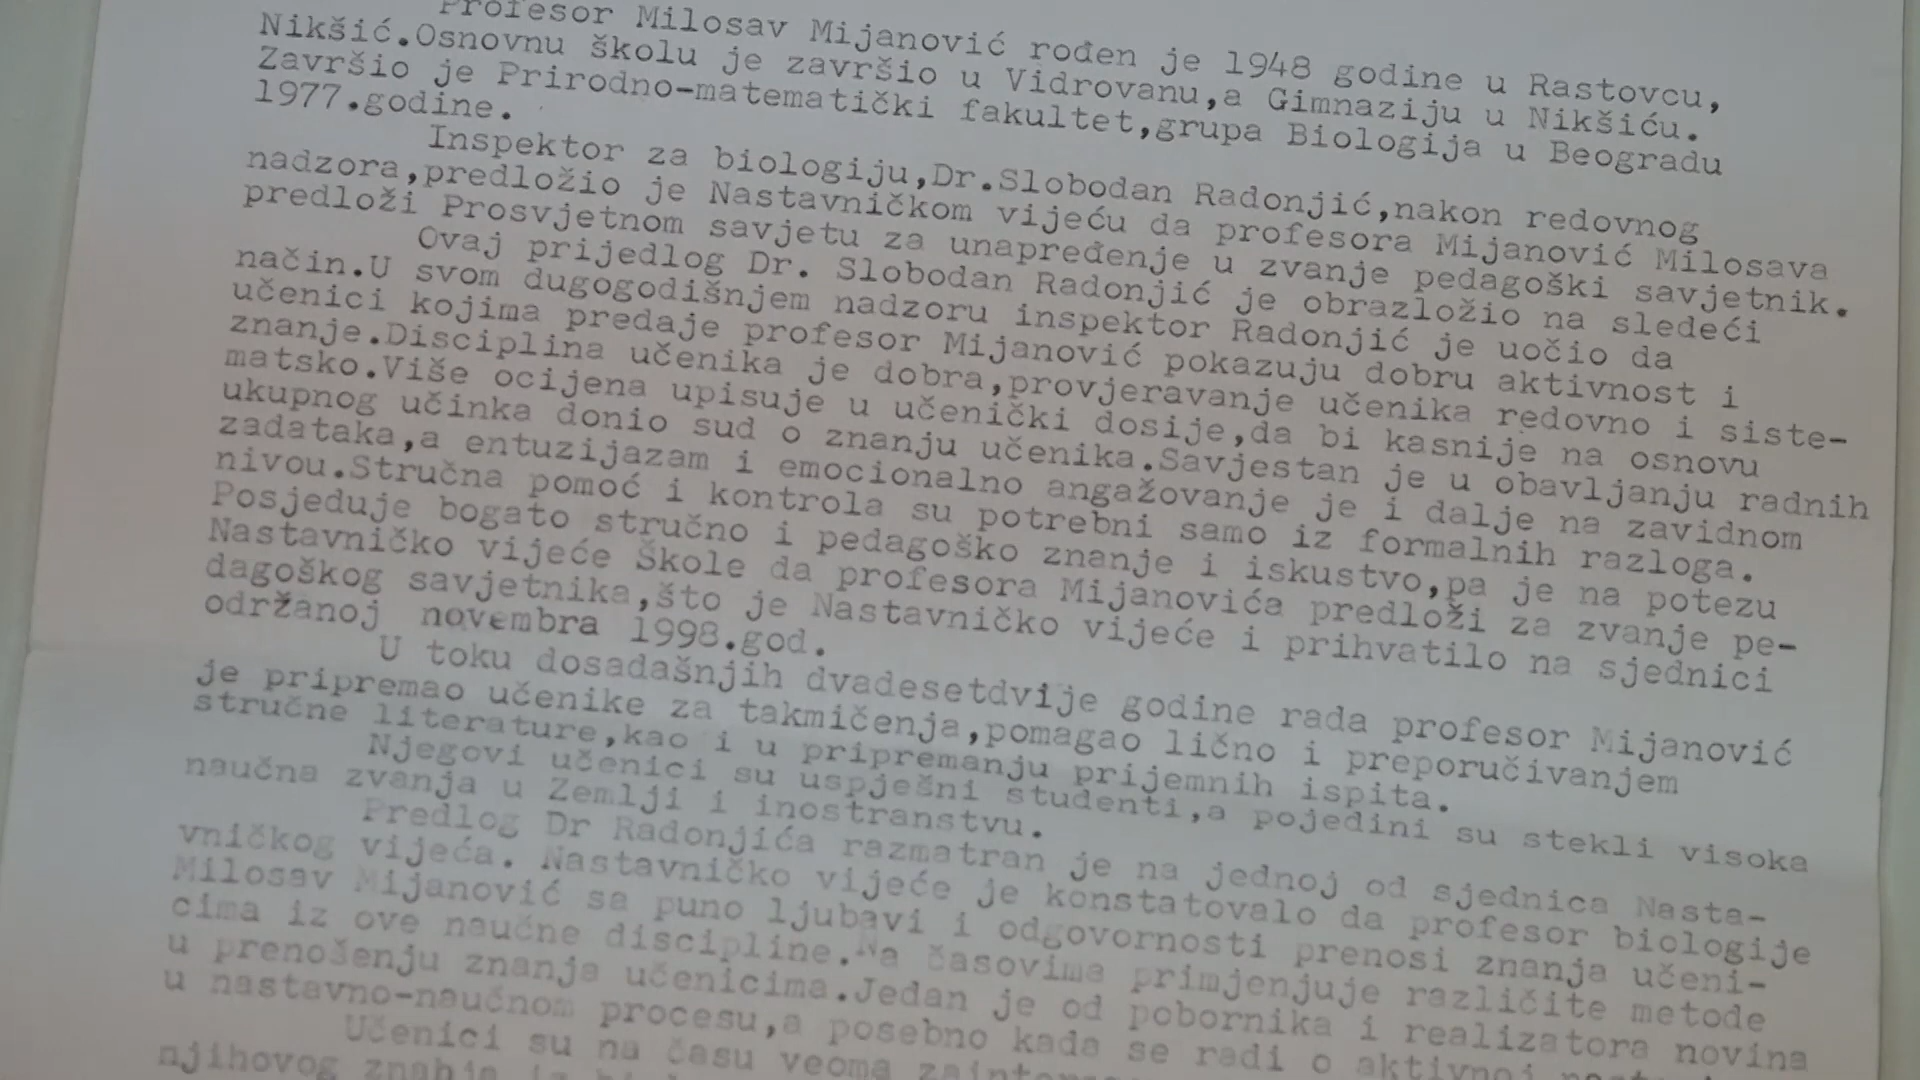 Profesor Milosav Mijanović rođen je 1948 godine u Rastovcu,
Nikšić.Osnovnu školu je završio u Vidrovanu,a Gimnaziju u Nikšiću.
Završio je Prirodno-matematički fakultet,grupa Biologija u Beogradu
1977.godine.
Inspektor za biologiju,Dr.Slobodan Radonjić,nakon redovnog
nadzora,predložio je Nastavničkom vijeću da profesora Mijanović Milosava
predloži Prosvjetnom savjetu za unapređenje u zvanje pedagoški savjetnik.
Ovaj prijedlog Dr. Slobodan Radonjić je obrazložio na sledeći
način.U svom dugogodišnjem nadzoru inspektor Radonjić je uočio da
učenici kojima predaje profesor Mijanović pokazuju dobru aktivnost i
znanje.Disciplina učenika je dobra,provjeravanje učenika redovno i siste-
matsko.Više ocijena upisuje u učenički dosije,da bi kasnije na osnovu
ukupnog učinka donio sud o znanju učenika.Savjestan je u obavljanju radnih
zadataka,a entuzijazam i emocionalno angažovanje je i dalje na zavidnom
nivou.Stručna pomoć i kontrola su potrebni samo iz formalnih razloga.
Posjeduje bogato stručno i pedagoško znanje i iskustvo,pa je na potezu
Nastavničko vijeće Škole da profesora Mijanovića predloži za zvanje pe-
dagoškog savjetnika,što je Nastavničko vijeće i prihvatilo na sjednici
održanoj novembra 1998.god.
U toku dosadašnjih dvadesetdvije godine rada profesor Mijanović
je pripremao učenike za takmičenja,pomagao lično i preporučivanjem
stručne literature,kao i u pripremanju prijemnih ispita.
Njegovi učenici su uspješni studenti,a pojedini su stekli visoka
naučna zvanja u Zemlji i inostranstvu.
Predlog Dr Radonjića razmatran je na jednoj od sjednica Nasta-
vničkog vijeća. Nastavničko vijeće je konstatovalo da profesor biologije
Milosav Mijanović sa puno ljubavi i odgovornosti prenosi znanja učeni-
cima iz ove naučne discipline.Na časovima primjenjuje različite metode
u prenošenju znanja učenicima.Jedan je od pobornika i realizatora novina
u nastavno-naučnom procesu,a posebno kada se radi o aktivnoj
Učenici su na času veoma
njihovog znanja iz